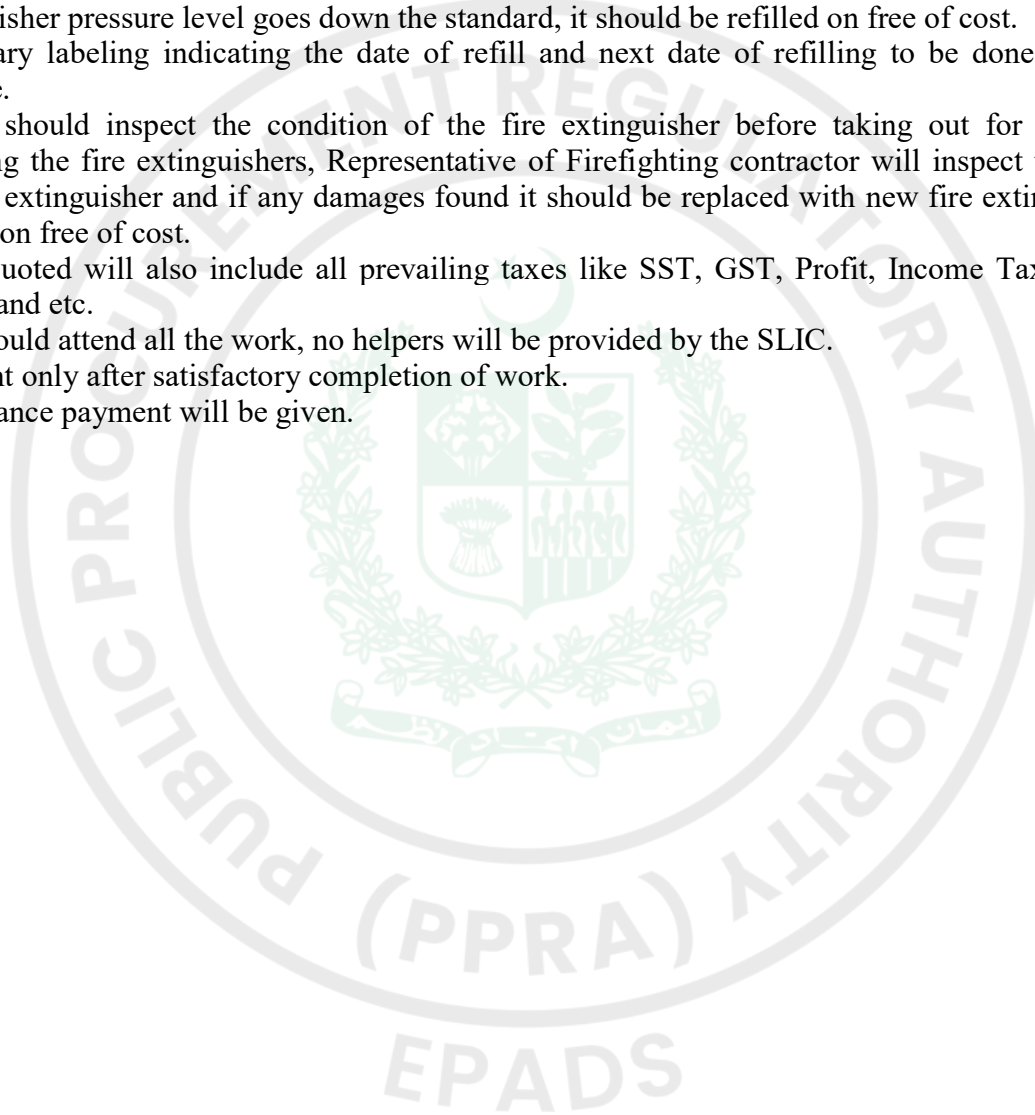 isher pressure level goes down the standard, it should be refilled on free of cost.
ary labeling indicating the date of refill and next date of refilling to be done
e.
should inspect the condition of the fire extinguisher before taking out for
ng the fire extinguishers, Representative of Firefighting contractor will inspect
extinguisher and if any damages found it should be replaced with new fire extin
on free of cost.
uoted will also include all prevailing taxes like SST, GST, Profit, Income Tax
and etc.
ould attend all the work, no helpers will be provided by the SLIC.
nt only after satisfactory completion of work.
ance payment will be given.
PUBLIC PROCUREMENT REGULATORY AUTHORITY
(PPRA)
EPADS